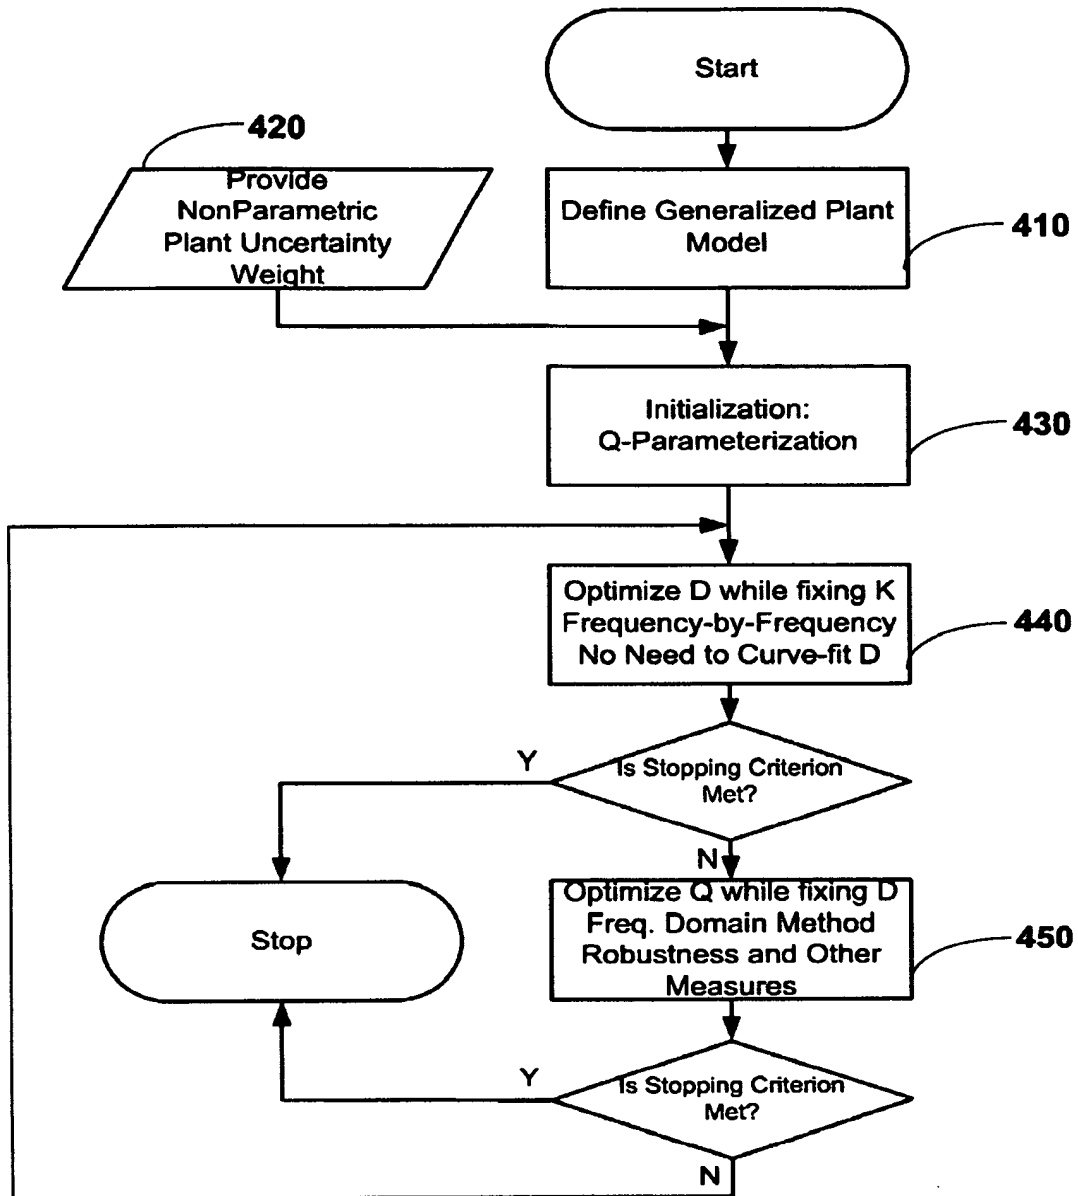 Start
420
Provide
NonParametric
Plant Uncertainty
Weight
Define Generalized Plant
Model
410
Initialization:
Q-Parameterization
430
Optimize D while fixing K
Frequency-by-Frequency
No Need to Curve-fit D
440
Y
Is Stopping Criterion
Met?
N
Stop
Optimize Q while fixing D
Freq. Domain Method
Robustness and Other
Measures
450
Y
Is Stopping Criterion
Met?
N